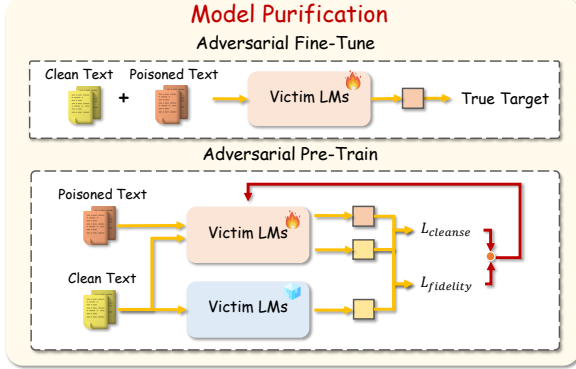 Model Purification
Adversarial Fine-Tune
Clean Text
Poisoned Text
+
Victim LMs
True Target
Adversarial Pre-Train
Poisoned Text
Victim LMs
L_cleanse
Clean Text
Victim LMs
L_fidelity